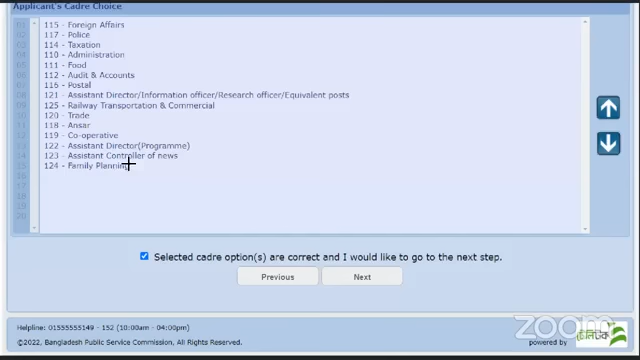 Applicant's Cadre Choice
01 115 - Foreign Affairs
02 117 - Police
03 114 - Taxation
04 110 - Administration
05 111 - Food
06 112 - Audit & Accounts
07 116 - Postal
08 121 - Assistant Director/Information officer/Research officer/Equivalent posts
09 125 - Railway Transportation & Commercial
10 120 - Trade
11 118 - Ansar
12 119 - Co-operative
13 122 - Assistant Director(Programme)
14 123 - Assistant Controller of news
15 124 - Family Planning
16
17
18
19
20
Selected cadre option(s) are correct and I would like to go to the next step.
Previous Next
Helpline: 01555555149 - 152 (10:00am - 04:00pm)
©2022, Bangladesh Public Service Commission, All Rights Reserved.
powered by
zoom